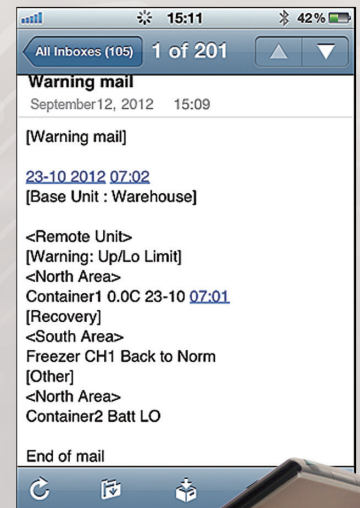 15:11 42%
All Inboxes (105) 1 of 201
Warning mail
September12, 2012 15:09
[Warning mail]
23-10 2012 07:02
[Base Unit : Warehouse]
<Remote Unit>
[Warning: Up/Lo Limit]
<North Area>
Container1 0.0C 23-10 07:01
[Recovery]
<South Area>
Freezer CH1 Back to Norm
[Other]
<North Area>
Container2 Batt LO
End of mail